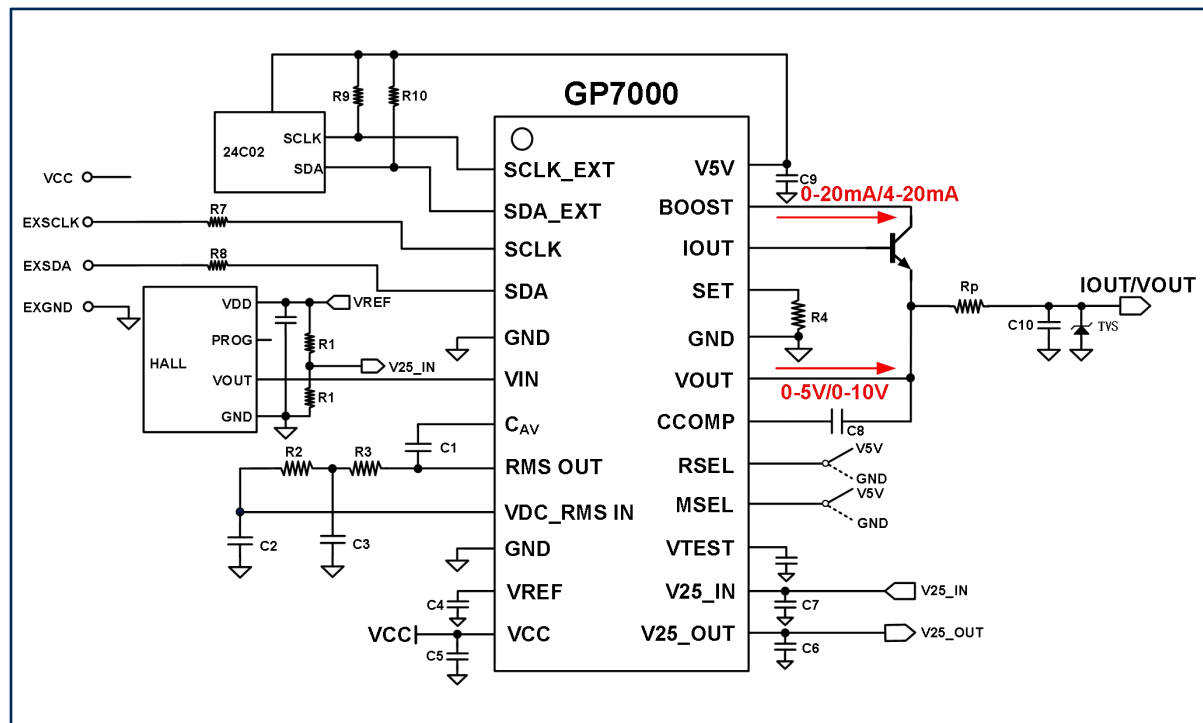 GP7000
R9
R10
24C02
SCLK
SDA
VCC
EXSCLK
R7
EXSDA
R8
EXGND
HALL
VDD
PROG
VOUT
GND
VREF
R1
V25_IN
R1
R2
R3
C1
C2
C3
C4
VCC
C5
SCLK_EXT
SDA_EXT
SCLK
SDA
GND
VIN
CAV
RMS OUT
VDC_RMS IN
GND
VREF
VCC
V5V
BOOST
IOUT
SET
GND
VOUT
CCOMP
RSEL
MSEL
VTEST
V25_IN
V25_OUT
C9
0-20mA/4-20mA
R4
Rp
IOUT/VOUT
C10
TVS
0-5V/0-10V
C8
V5V
GND
V5V
GND
C7
V25_IN
C6
V25_OUT